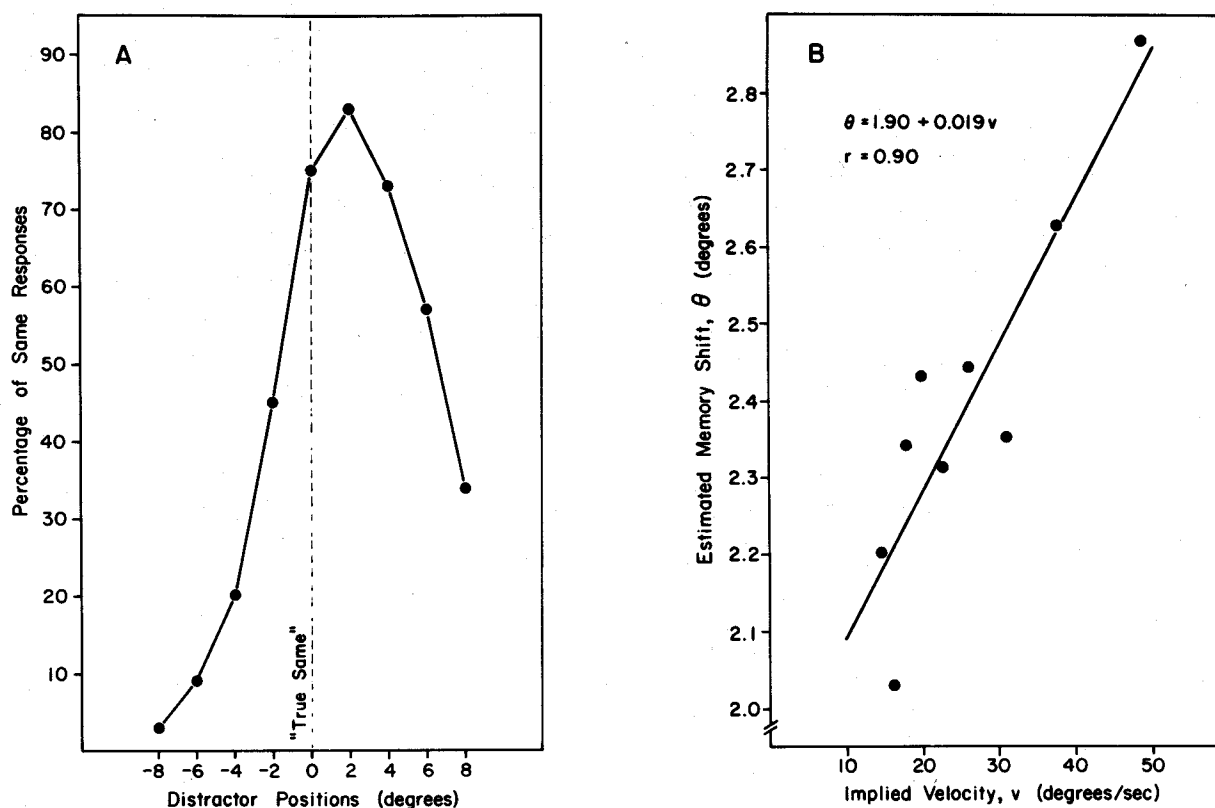 A
Percentage of Same Responses
90
80
70
60
50
40
30
20
10
"True Same"
-8 -6 -4 -2 0 2 4 6 8
Distractor Positions (degrees)
B
θ = 1.90 + 0.019v
r = 0.90
Estimated Memory Shift, θ (degrees)
2.8
2.7
2.6
2.5
2.4
2.3
2.2
2.1
2.0
10 20 30 40 50
Implied Velocity, v (degrees/sec)